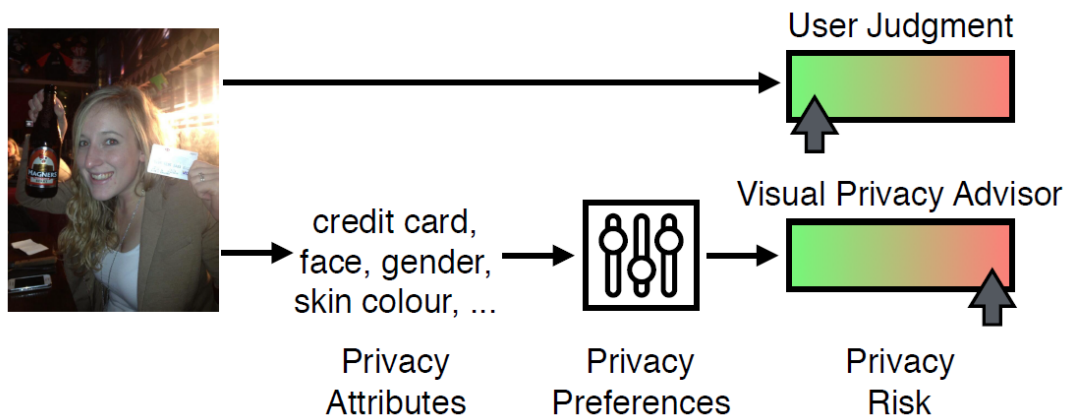 User Judgment
MAGNERS
Visual Privacy Advisor
credit card,
face, gender,
skin colour, ...
Privacy
Attributes
Privacy
Preferences
Privacy
Risk